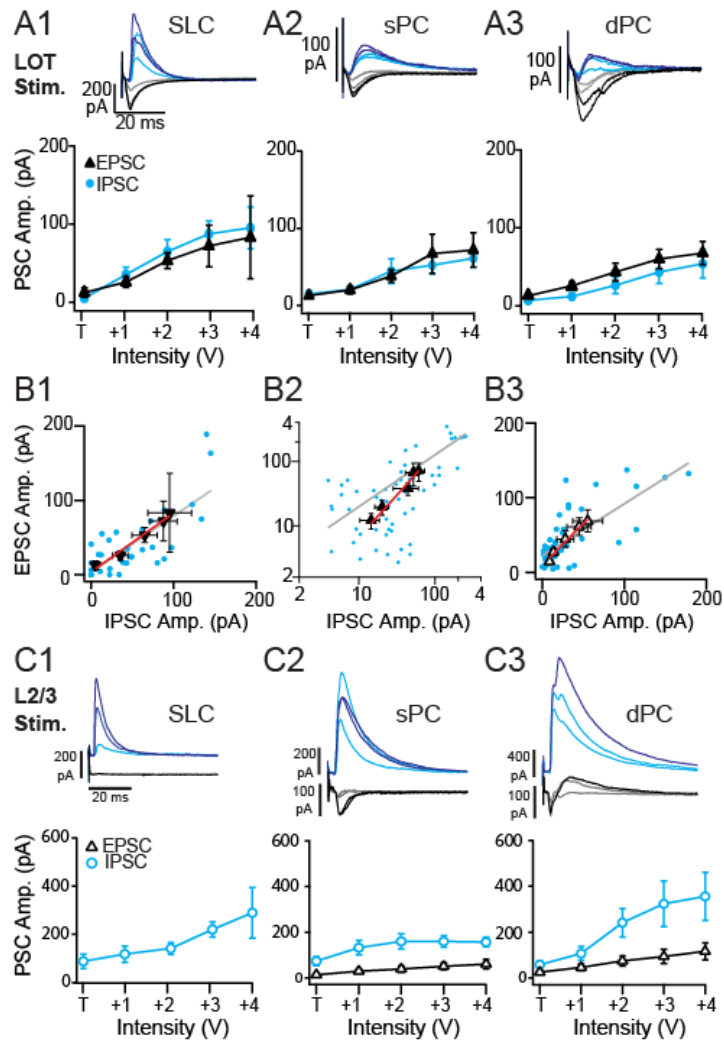 A1 SLC A2 sPC A3 dPC
LOT
Stim.
200
pA
20 ms
100
pA
100
pA
PSC Amp. (pA)
200
100
0
EPSC
IPSC
T +1 +2 +3 +4
Intensity (V)
200
100
0
T +1 +2 +3 +4
Intensity (V)
200
100
0
T +1 +2 +3 +4
Intensity (V)
B1 B2 B3
EPSC Amp. (pA)
200
100
0
0 100 200
IPSC Amp. (pA)
4
100
10
2
2 4 10 100 4
IPSC Amp. (pA)
200
100
0
0 100 200
IPSC Amp. (pA)
C1 C2 C3
L2/3
Stim.
SLC sPC dPC
200
pA
20 ms
200
pA
100
pA
400
pA
100
pA
PSC Amp. (pA)
600
400
200
0
EPSC
IPSC
T +1 +2 +3 +4
Intensity (V)
600
400
200
0
T +1 +2 +3 +4
Intensity (V)
600
400
200
0
T +1 +2 +3 +4
Intensity (V)